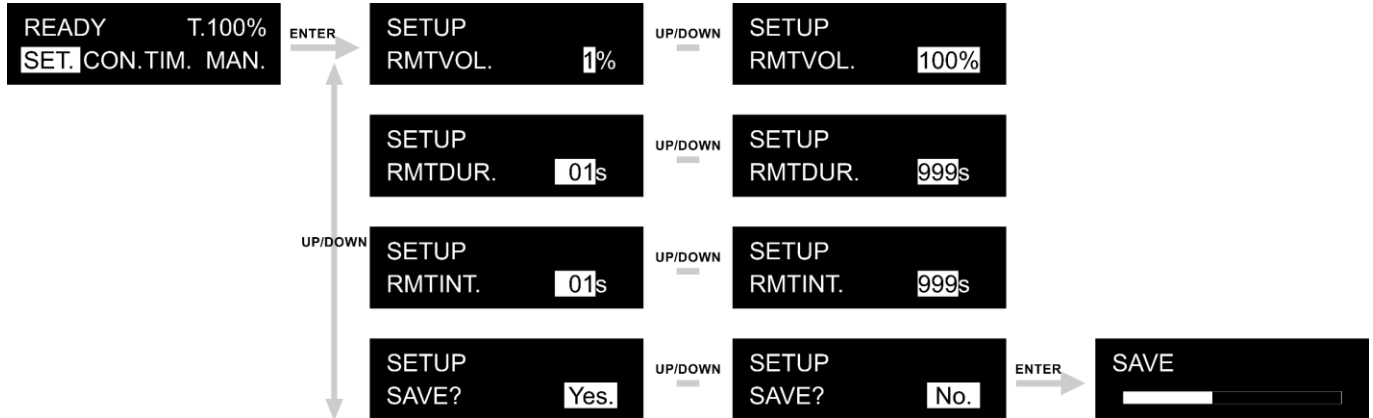 READY T.100%
SET. CON.TIM. MAN.
ENTER
SETUP
RMTVOL. 1%
UP/DOWN
SETUP
RMTVOL. 100%
SETUP
RMTDUR. 01s
UP/DOWN
SETUP
RMTDUR. 999s
UP/DOWN
SETUP
RMTINT. 01s
UP/DOWN
SETUP
RMTINT. 999s
SETUP
SAVE? Yes.
UP/DOWN
SETUP
SAVE? No.
ENTER
SAVE